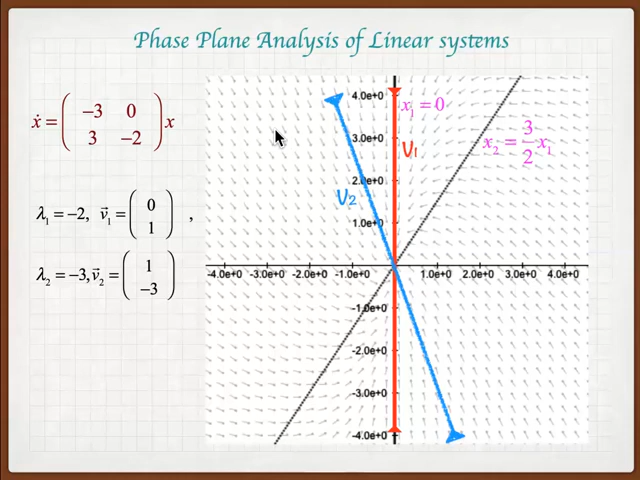 Phase Plane Analysis of Linear systems
ẋ = ( −3 0 ) x
( 3 −2 )
λ₁ = −2, v⃗₁ = ( 0 ) ,
( 1 )
λ₂ = −3, v⃗₂ = ( 1 )
( −3 )
4.0e+0
x₁ = 0
3.0e+0
V1
x₂ = 3/2 x₁
2.0e+0
V2
1.0e+0
-4.0e+0 -3.0e+0 -2.0e+0 -1.0e+0 1.0e+0 2.0e+0 3.0e+0 4.0e+0
-1.0e+0
-2.0e+0
-3.0e+0
-4.0e+0